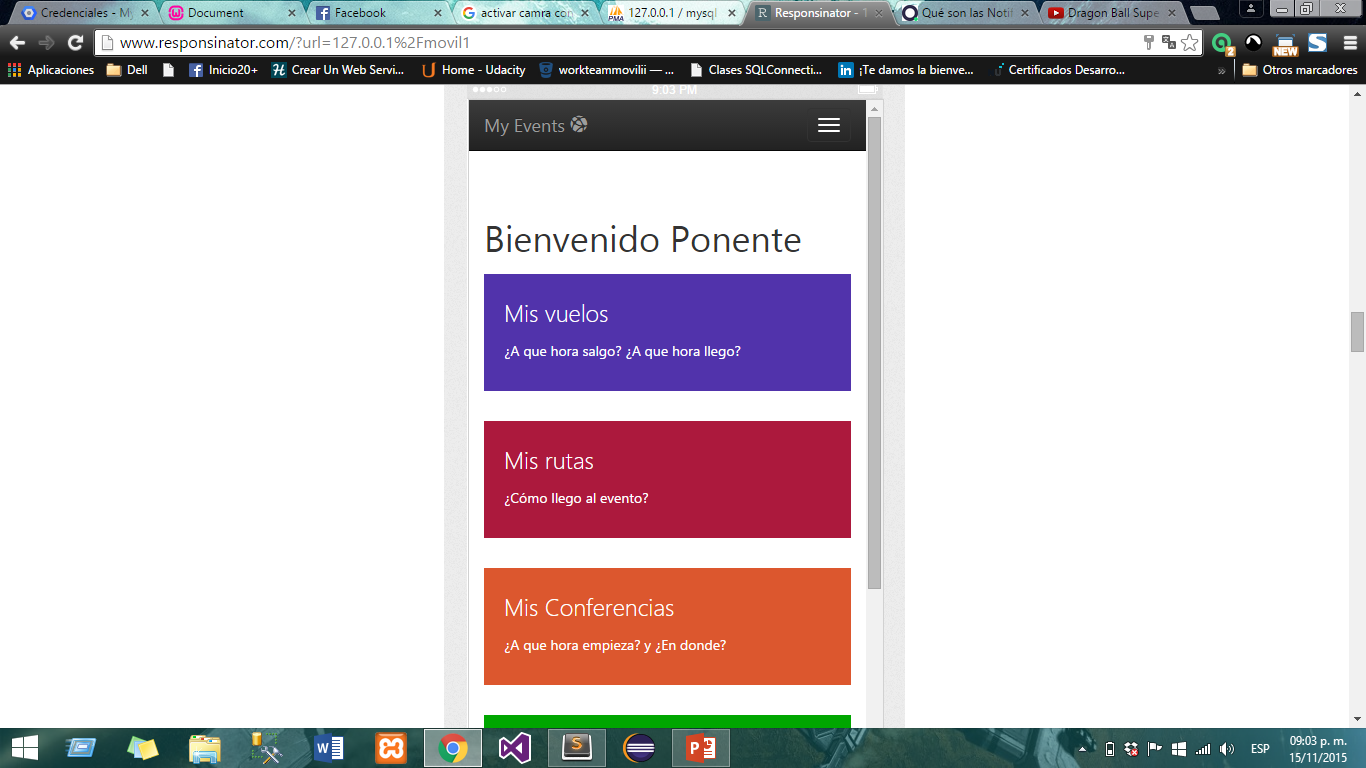 Credenciales - My
Document
Facebook
activar camra con
127.0.0.1 / mysql
Responsinator - 1
Qué son las Notif
Dragon Ball Supe
www.responsinator.com/?url=127.0.0.1%2Fmovil1
2
NEW
Aplicaciones
Dell
Inicio20+
Crear Un Web Servi...
Home - Udacity
workteammovilii — ...
Clases SQLConnecti...
¡Te damos la bienve...
Certificados Desarro...
»
Otros marcadores
9:03 PM
My Events
Bienvenido Ponente
Mis vuelos
¿A que hora salgo? ¿A que hora llego?
Mis rutas
¿Cómo llego al evento?
Mis Conferencias
¿A que hora empieza? y ¿En donde?
ESP
09:03 p. m.
15/11/2015